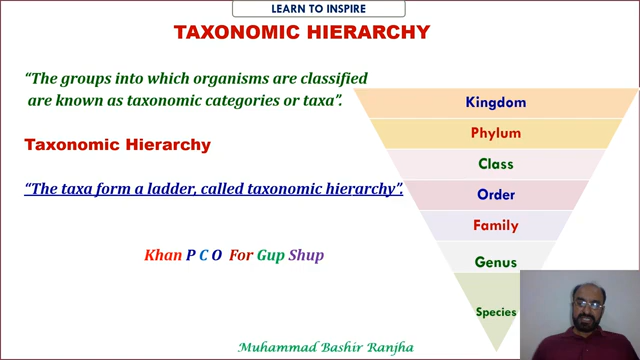 LEARN TO INSPIRE
TAXONOMIC HIERARCHY
“The groups into which organisms are classified
are known as taxonomic categories or taxa”.
Taxonomic Hierarchy
“The taxa form a ladder, called taxonomic hierarchy”.
Khan P C O For Gup Shup
Kingdom
Phylum
Class
Order
Family
Genus
Species
Muhammad Bashir Ranjha